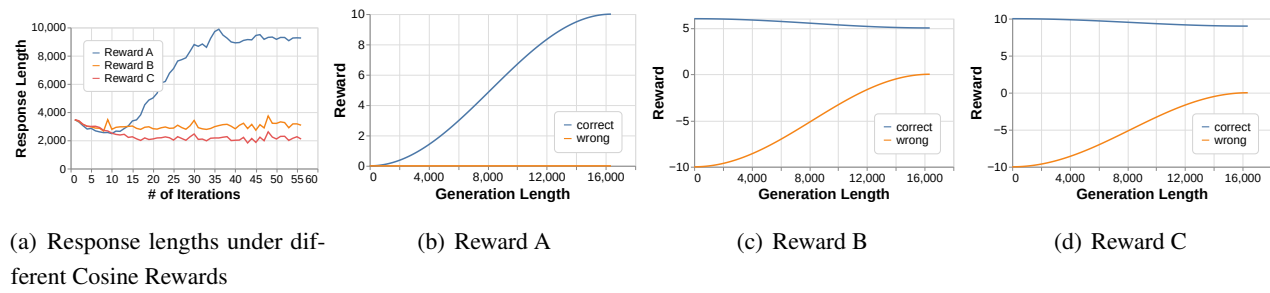 10,000
8,000
6,000
4,000
2,000
0
Response Length
Reward A
Reward B
Reward C
0 5 10 15 20 25 30 35 40 45 50 55 60
# of Iterations
(a) Response lengths under dif-
ferent Cosine Rewards
10
8
6
4
2
0
Reward
correct
wrong
0 4,000 8,000 12,000 16,000
Generation Length
(b) Reward A
5
0
−5
−10
Reward
correct
wrong
0 4,000 8,000 12,000 16,000
Generation Length
(c) Reward B
10
5
0
−5
−10
Reward
correct
wrong
0 4,000 8,000 12,000 16,000
Generation Length
(d) Reward C